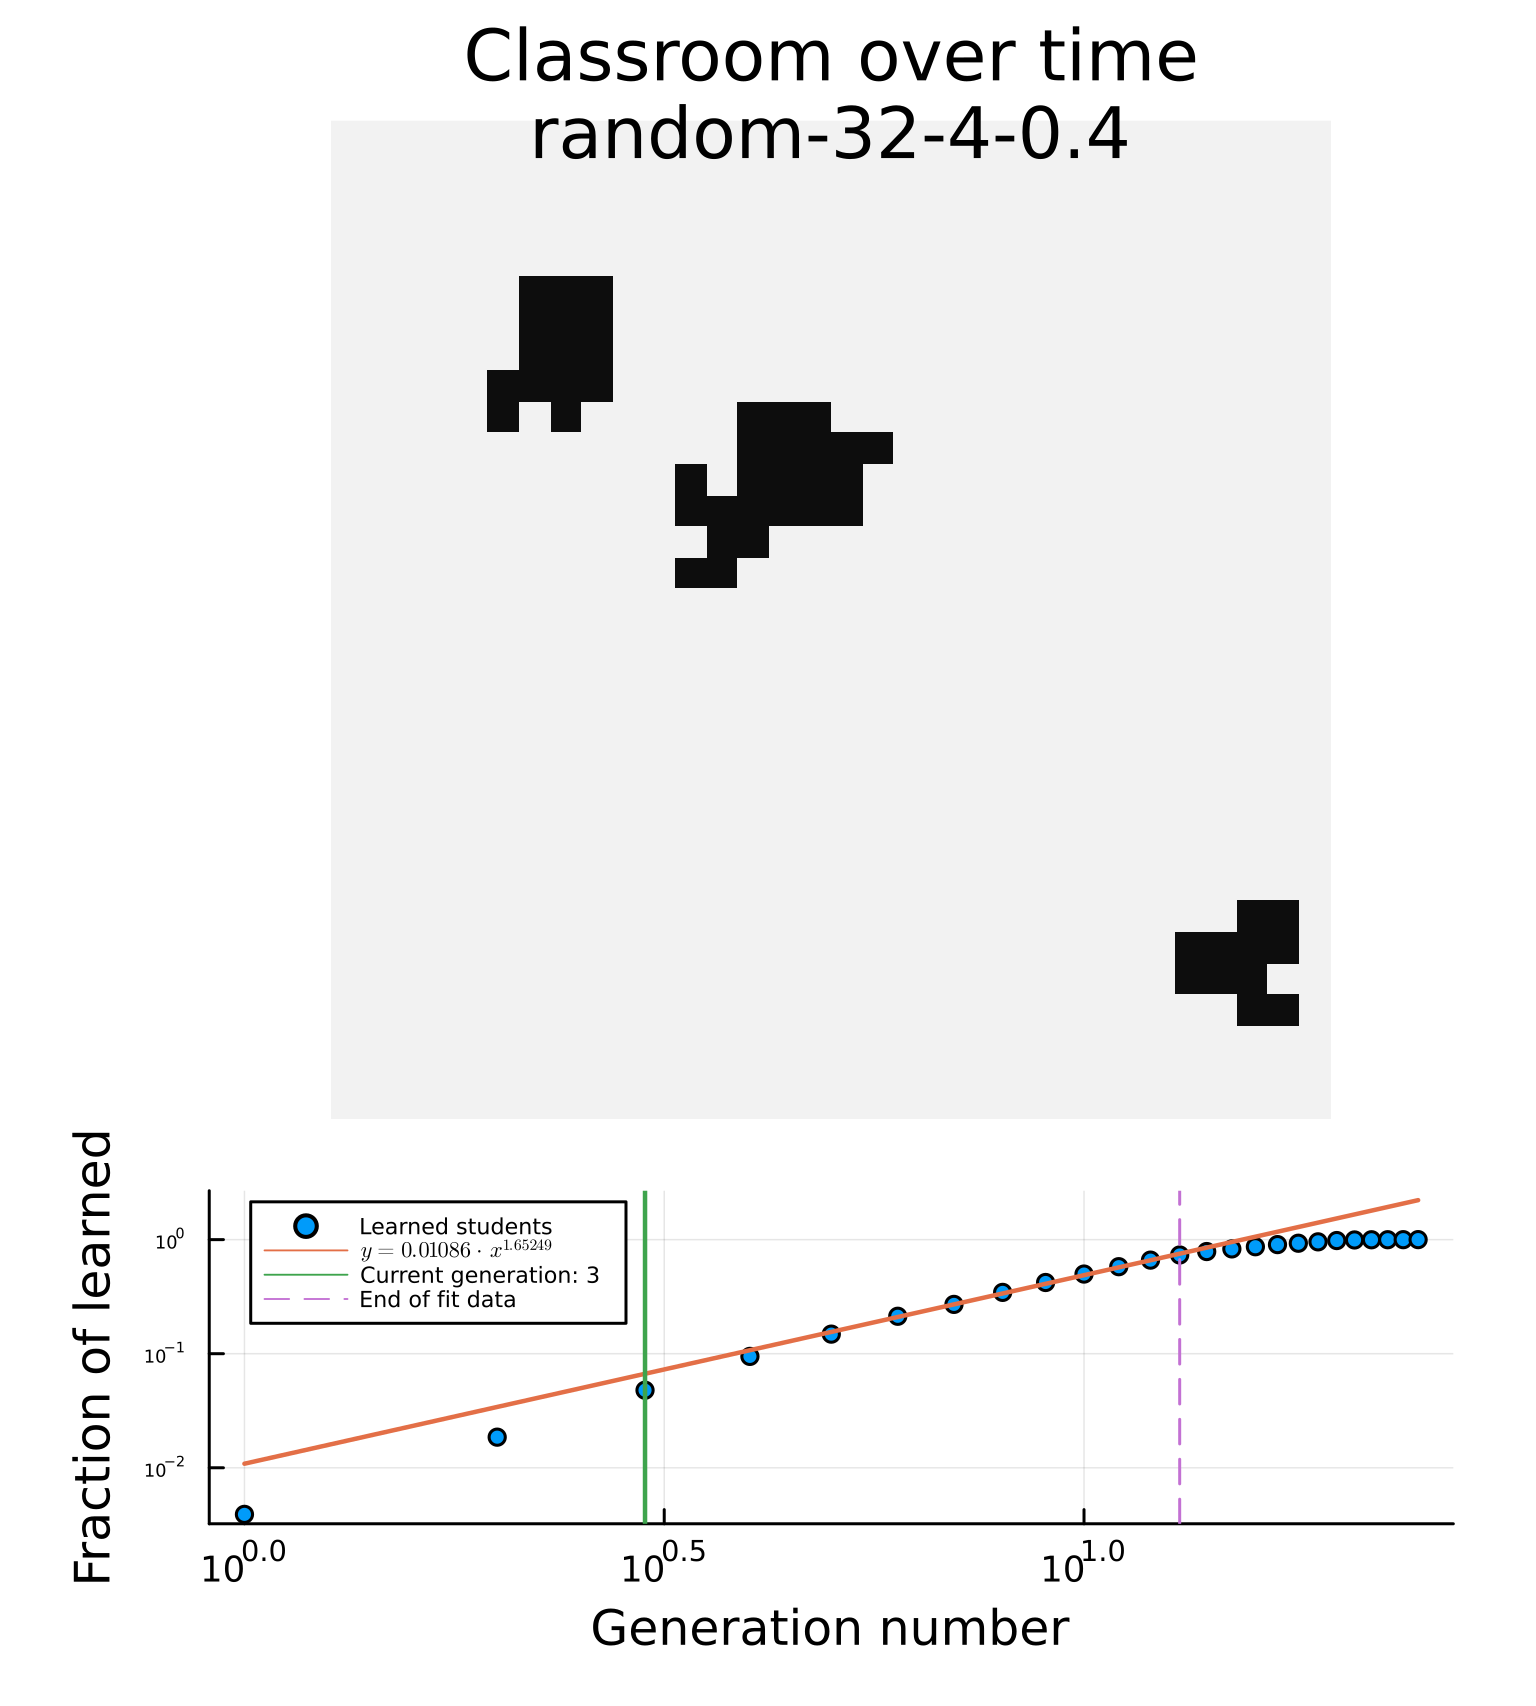 Classroom over time
random-32-4-0.4
Fraction of learned
10^0
10^−1
10^−2
Learned students
y = 0.01086 · x^1.65249
Current generation: 3
End of fit data
10^0.0
10^0.5
10^1.0
Generation number